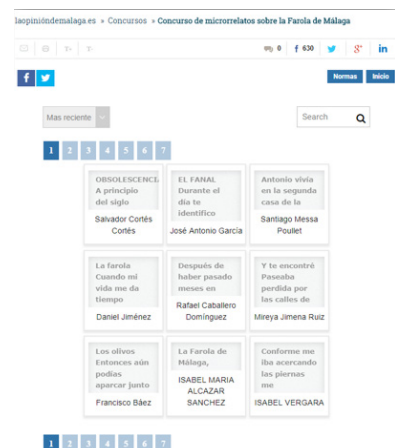 laopinióndemalaga.es » Concursos » Concurso de microrrelatos sobre la Farola de Málaga
0 f 630 g+ in
f
Normas Inicio
Mas reciente
Search
1 2 3 4 5 6 7
OBSOLESCENCIA
A principio
del siglo
Salvador Cortés
Cortés
EL FANAL
Durante el
día te
identifico
José Antonio García
Antonio vivía
en la segunda
casa de la
Santiago Messa
Poullet
La farola
Cuando mi
vida me da
tiempo
Daniel Jiménez
Después de
haber pasado
meses en
Rafael Caballero
Domínguez
Y te encontré
Paseaba
perdida por
las calles de
Mireya Jimena Ruiz
Los olivos
Entonces aún
podías
aparcar junto
Francisco Báez
La Farola de
Málaga,
ISABEL MARIA
ALCAZAR
SANCHEZ
Conforme me
iba acercando
las piernas
me
ISABEL VERGARA
1 2 3 4 5 6 7